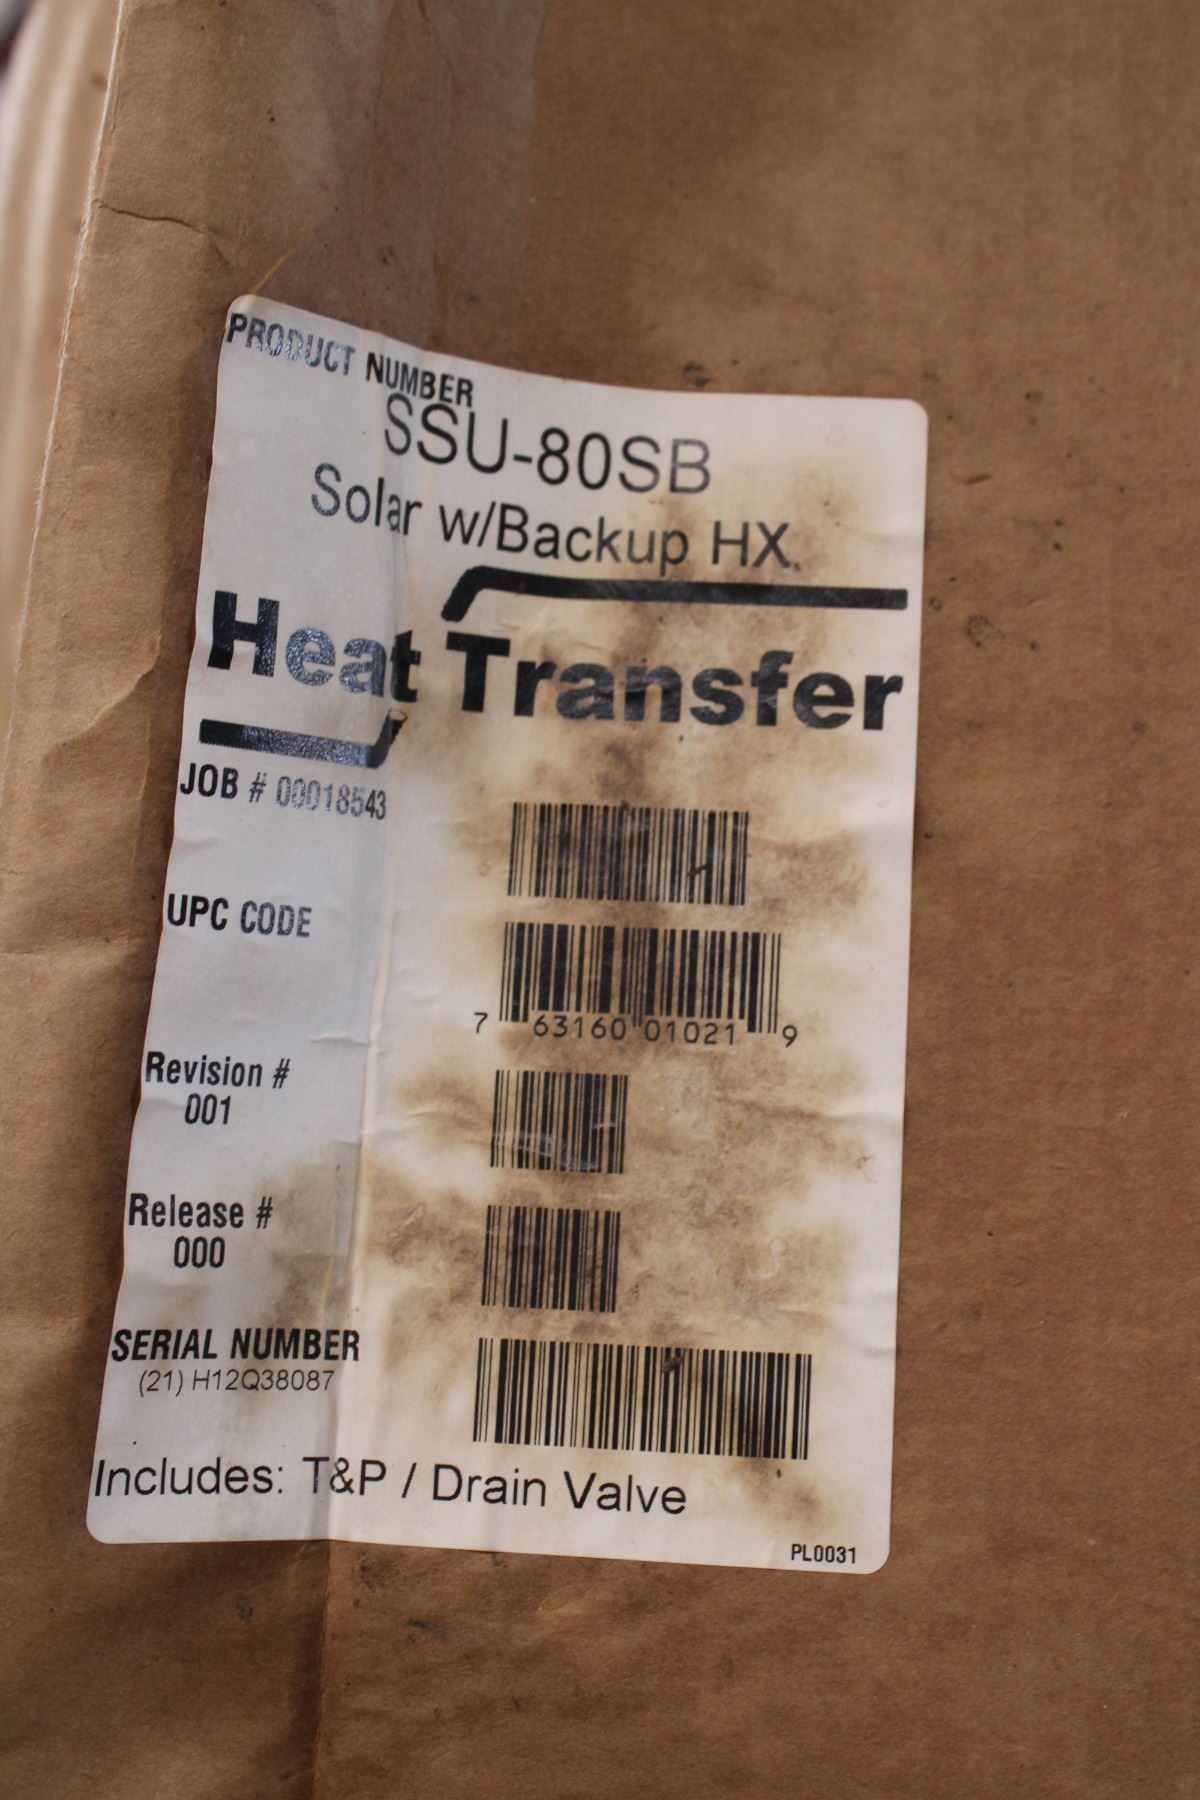 PRODUCT NUMBER
SSU-80SB
Solar w/Backup HX
Heat Transfer
JOB # 00018543
UPC CODE
7 63160 01021 9
Revision #
001
Release #
000
SERIAL NUMBER
(21) H12Q38087
Includes: T&P / Drain Valve
PL0031